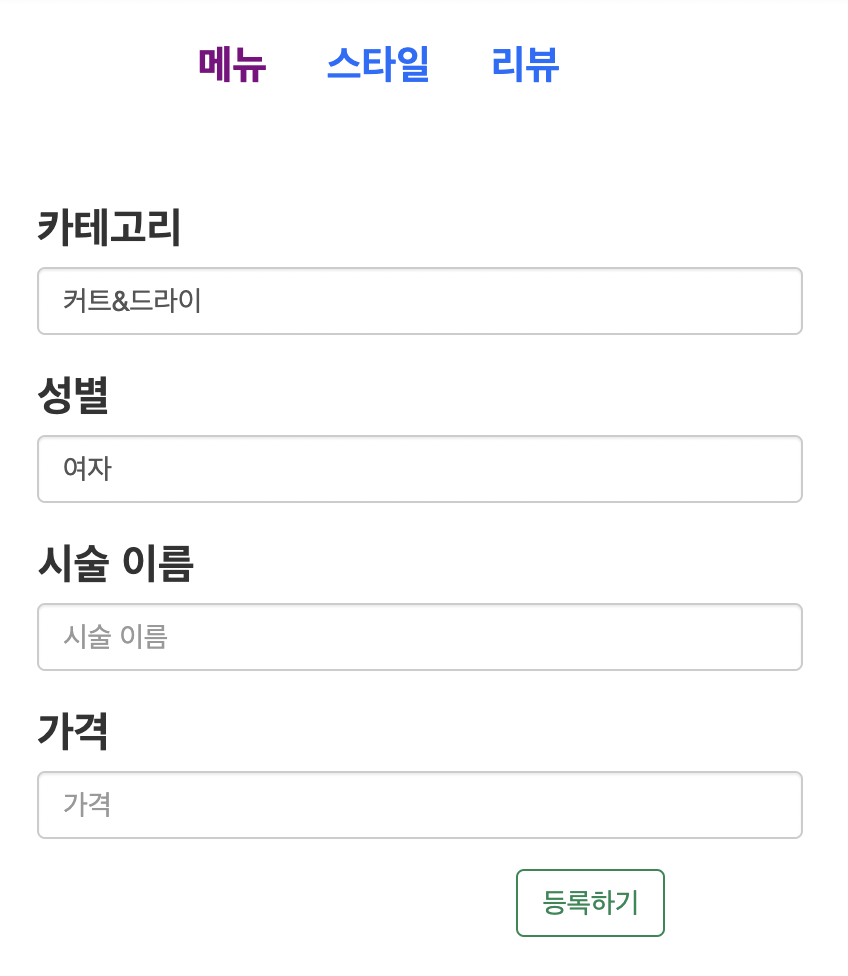 메뉴 스타일 리뷰
카테고리
커트&드라이
성별
여자
시술 이름
시술 이름
가격
가격
등록하기